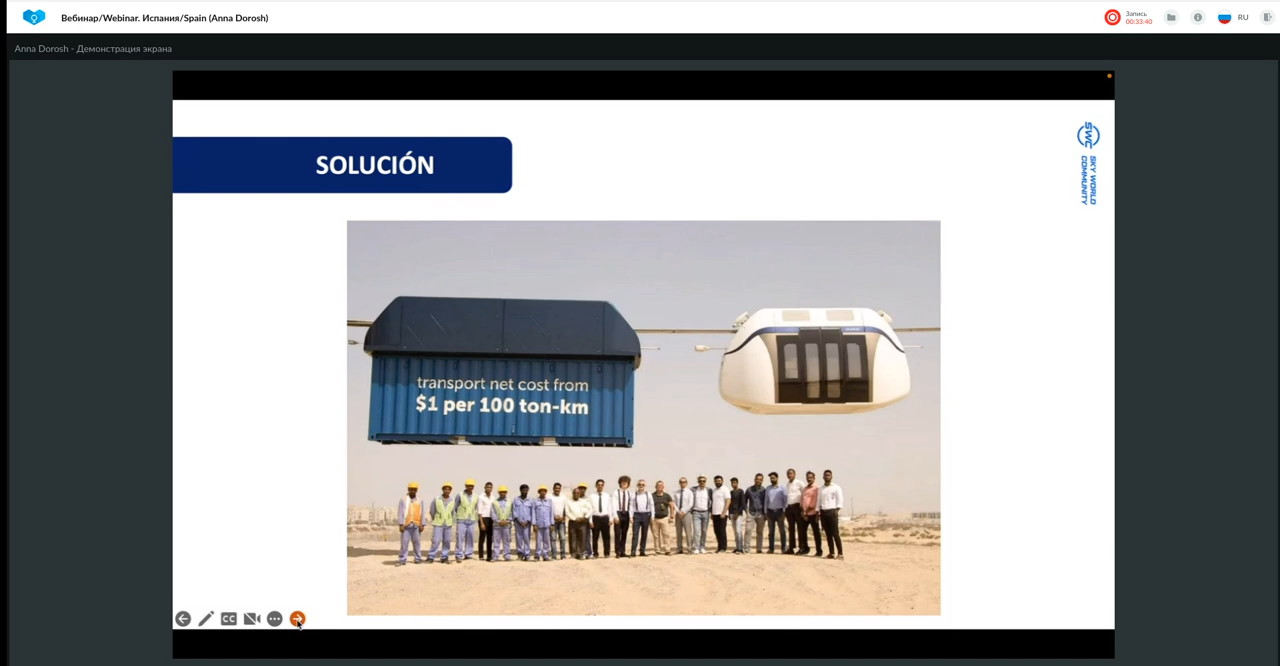 Вебинар/Webinar. Испания/Spain (Anna Dorosh)
Запись
00:33:40
RU
Anna Dorosh - Демонстрация экрана
SOLUCIÓN
SWC
SKY WORLD
COMMUNITY
transport net cost from
$1 per 100 ton-km
CC